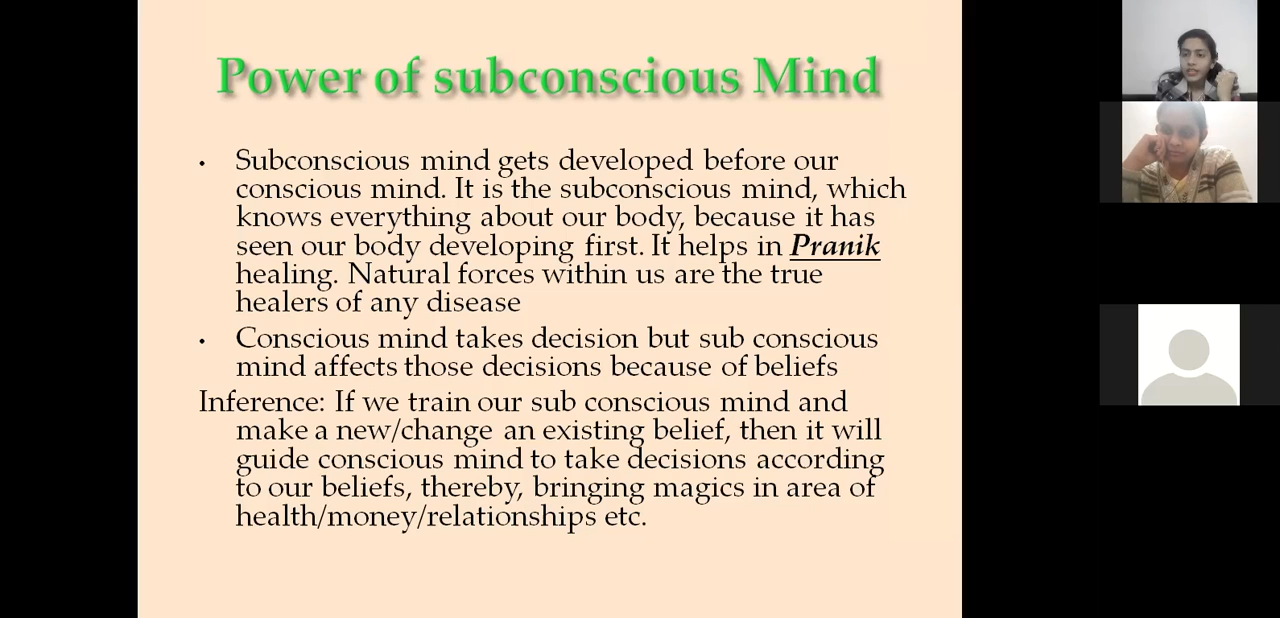 Power of subconscious Mind
• Subconscious mind gets developed before our
conscious mind. It is the subconscious mind, which
knows everything about our body, because it has
seen our body developing first. It helps in Pranik
healing. Natural forces within us are the true
healers of any disease
• Conscious mind takes decision but sub conscious
mind affects those decisions because of beliefs
Inference: If we train our sub conscious mind and
make a new/change an existing belief, then it will
guide conscious mind to take decisions according
to our beliefs, thereby, bringing magics in area of
health/money/relationships etc.